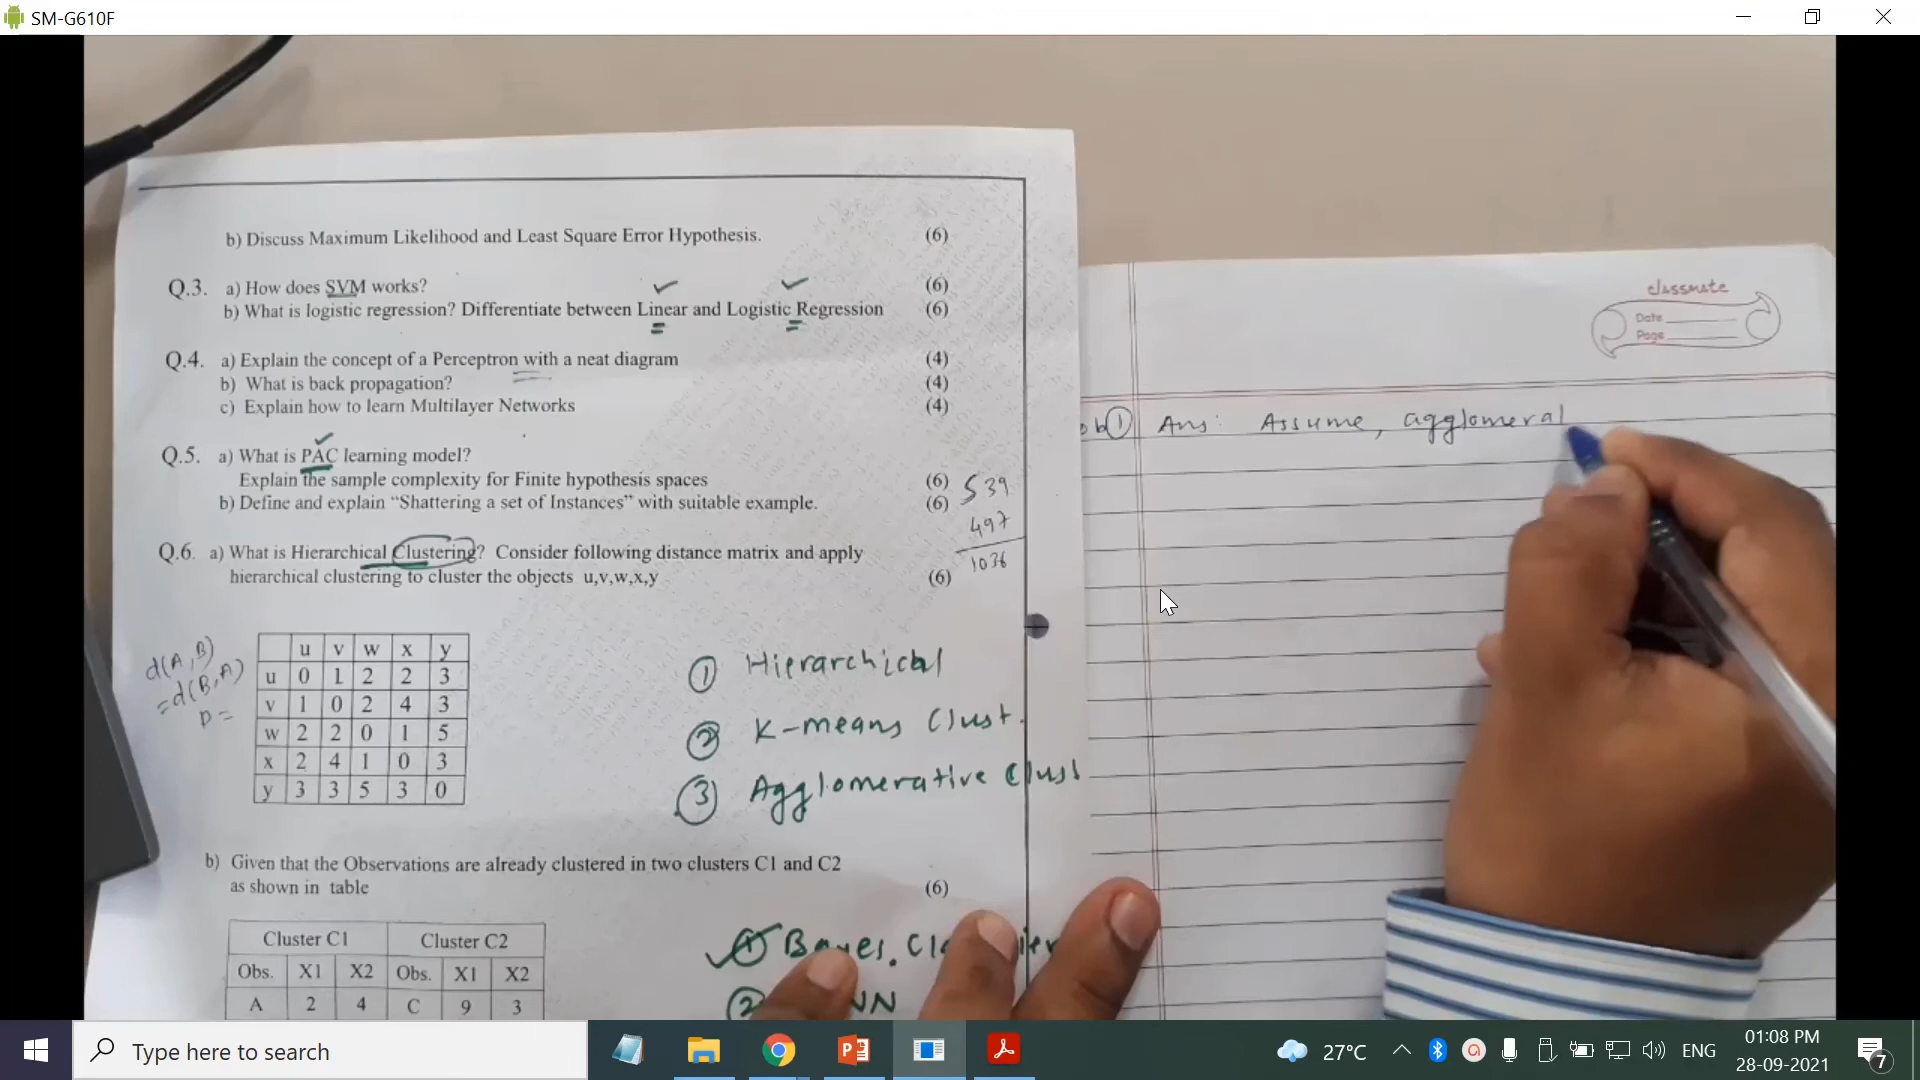 SM-G610F
b) Discuss Maximum Likelihood and Least Square Error Hypothesis. (6)
Q.3. a) How does SVM works? (6)
b) What is logistic regression? Differentiate between Linear and Logistic Regression (6)
Q.4. a) Explain the concept of a Perceptron with a neat diagram (4)
b) What is back propagation? (4)
c) Explain how to learn Multilayer Networks (4)
Q.5. a) What is PAC learning model?
Explain the sample complexity for Finite hypothesis spaces (6)
b) Define and explain “Shattering a set of Instances” with suitable example. (6)
539
497
1036
Q.6. a) What is Hierarchical Clustering? Consider following distance matrix and apply
hierarchical clustering to cluster the objects u,v,w,x,y (6)
d(A,B)
=d(B,A)
D=
u v w x y
u 0 1 2 2 3
v 1 0 2 4 3
w 2 2 0 1 5
x 2 4 1 0 3
y 3 3 5 3 0
① Hierarchical
② K-means Clust.
③ Agglomerative Clust
b) Given that the Observations are already clustered in two clusters C1 and C2
as shown in table (6)
Cluster C1 Cluster C2
Obs. X1 X2 Obs. X1 X2
A 2 4 C 9 3
① Bayes.
②
classmate
Date
Page
① Ans: Assume, agglomerat
Type here to search
27°C
ENG
01:08 PM
28-09-2021
7